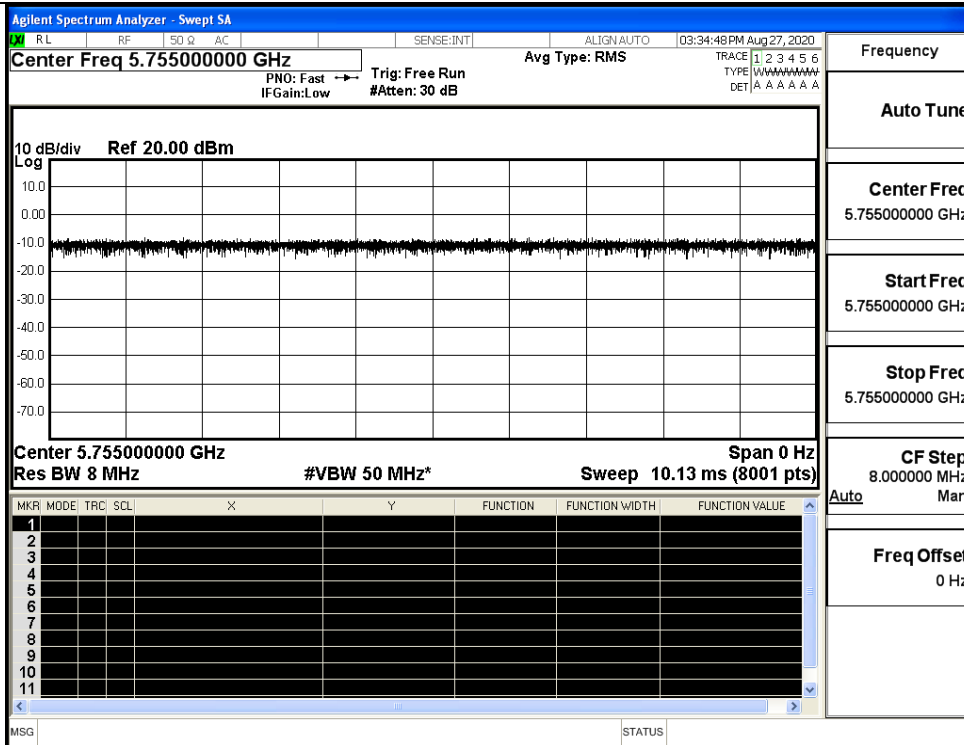 Agilent Spectrum Analyzer - Swept SA
LXI RL RF 50 Ω AC SENSE:INT ALIGN AUTO 03:34:48 PM Aug 27, 2020
Center Freq 5.755000000 GHz
PNO: Fast
IFGain:Low
Trig: Free Run
#Atten: 30 dB
Avg Type: RMS
TRACE 1 2 3 4 5 6
TYPE WWWWWW
DET A A A A A A
10 dB/div Ref 20.00 dBm
Log
10.0
0.00
-10.0
-20.0
-30.0
-40.0
-50.0
-60.0
-70.0
Center 5.755000000 GHz Span 0 Hz
Res BW 8 MHz #VBW 50 MHz* Sweep 10.13 ms (8001 pts)
MKR MODE TRC SCL X Y FUNCTION FUNCTION WIDTH FUNCTION VALUE
1
2
3
4
5
6
7
8
9
10
11
MSG STATUS
Frequency
Auto Tune
Center Freq
5.755000000 GHz
Start Freq
5.755000000 GHz
Stop Freq
5.755000000 GHz
CF Step
8.000000 MHz
Auto Man
Freq Offset
0 Hz